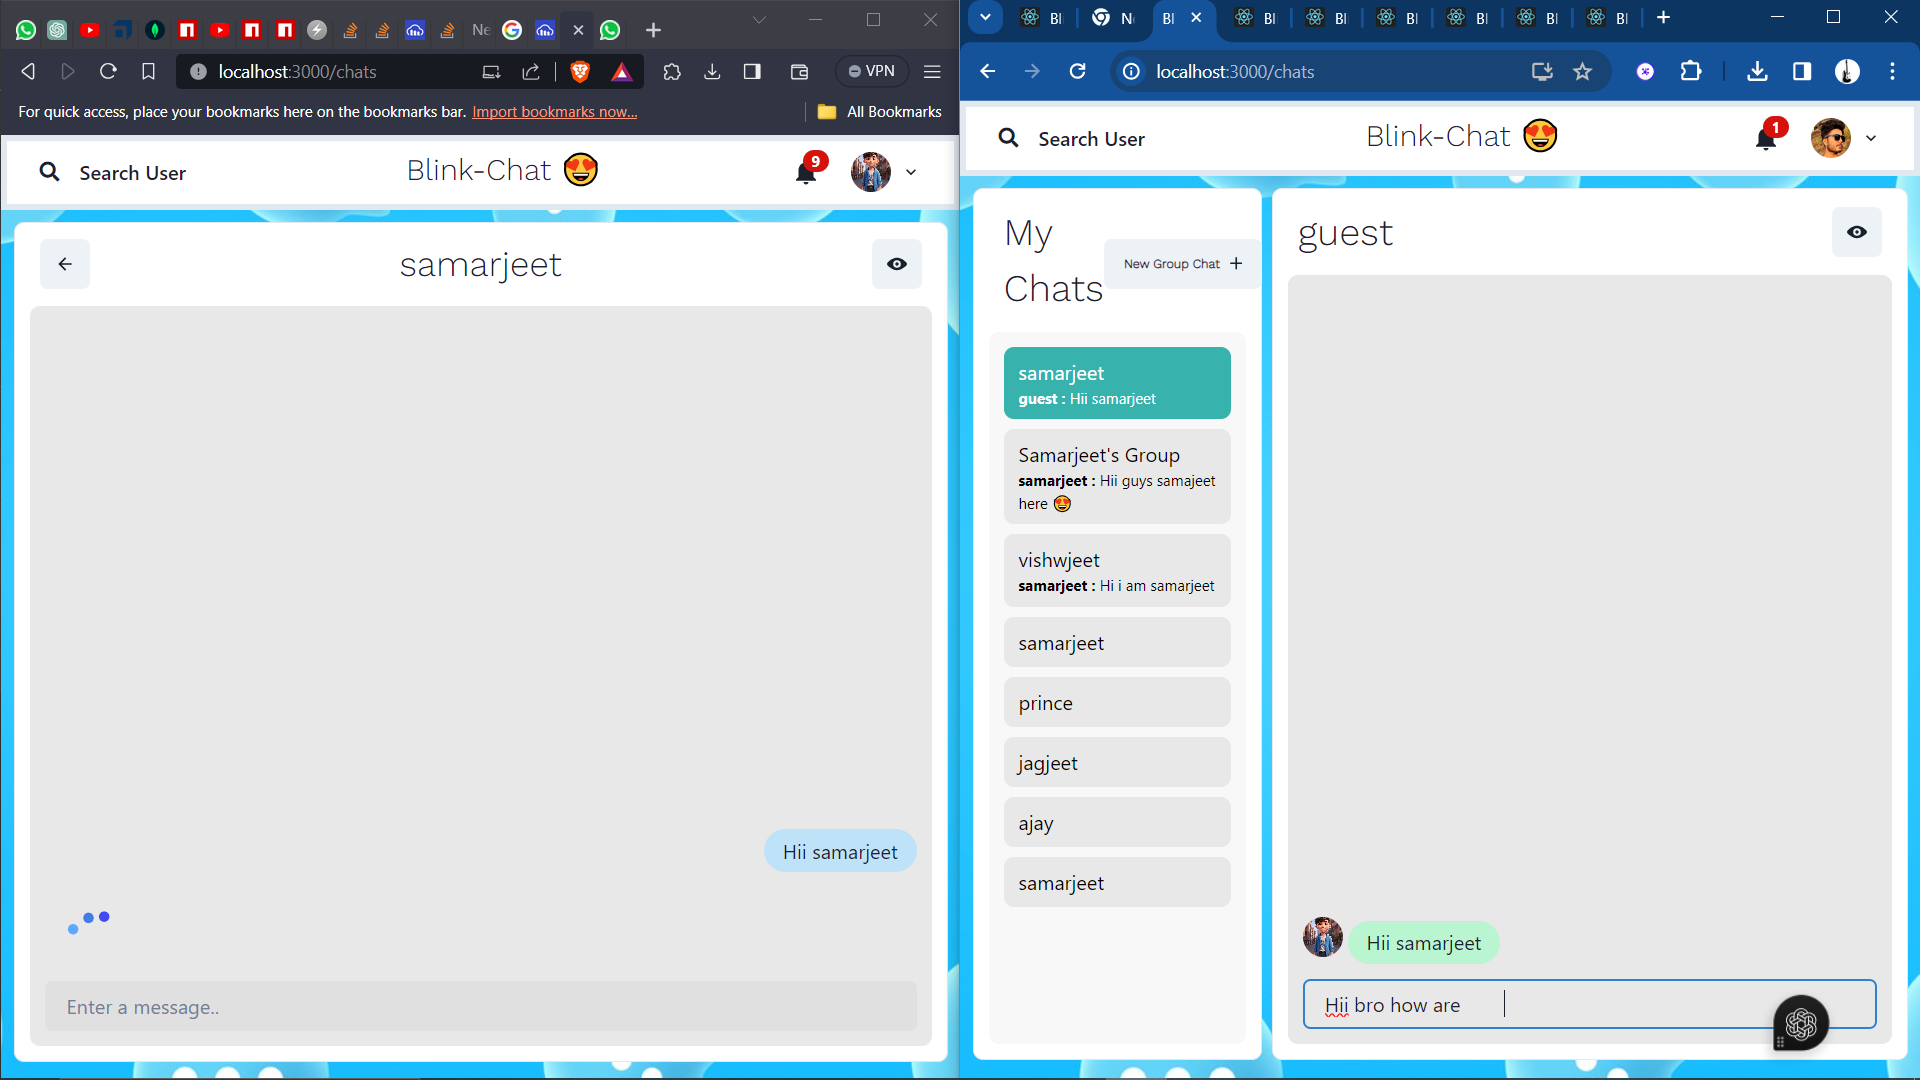 Ne
localhost:3000/chats
VPN
For quick access, place your bookmarks here on the bookmarks bar. Import bookmarks now...
All Bookmarks
Search User
Blink-Chat 😍
9
samarjeet
Hii samarjeet
Enter a message..
Bl
N
Bl
Bl
Bl
Bl
Bl
Bl
Bl
localhost:3000/chats
Search User
Blink-Chat 😍
1
My
Chats
New Group Chat +
samarjeet
guest : Hii samarjeet
Samarjeet's Group
samarjeet : Hii guys samajeet
here 😍
vishwjeet
samarjeet : Hi i am samarjeet
samarjeet
prince
jagjeet
ajay
samarjeet
guest
Hii samarjeet
Hii bro how are